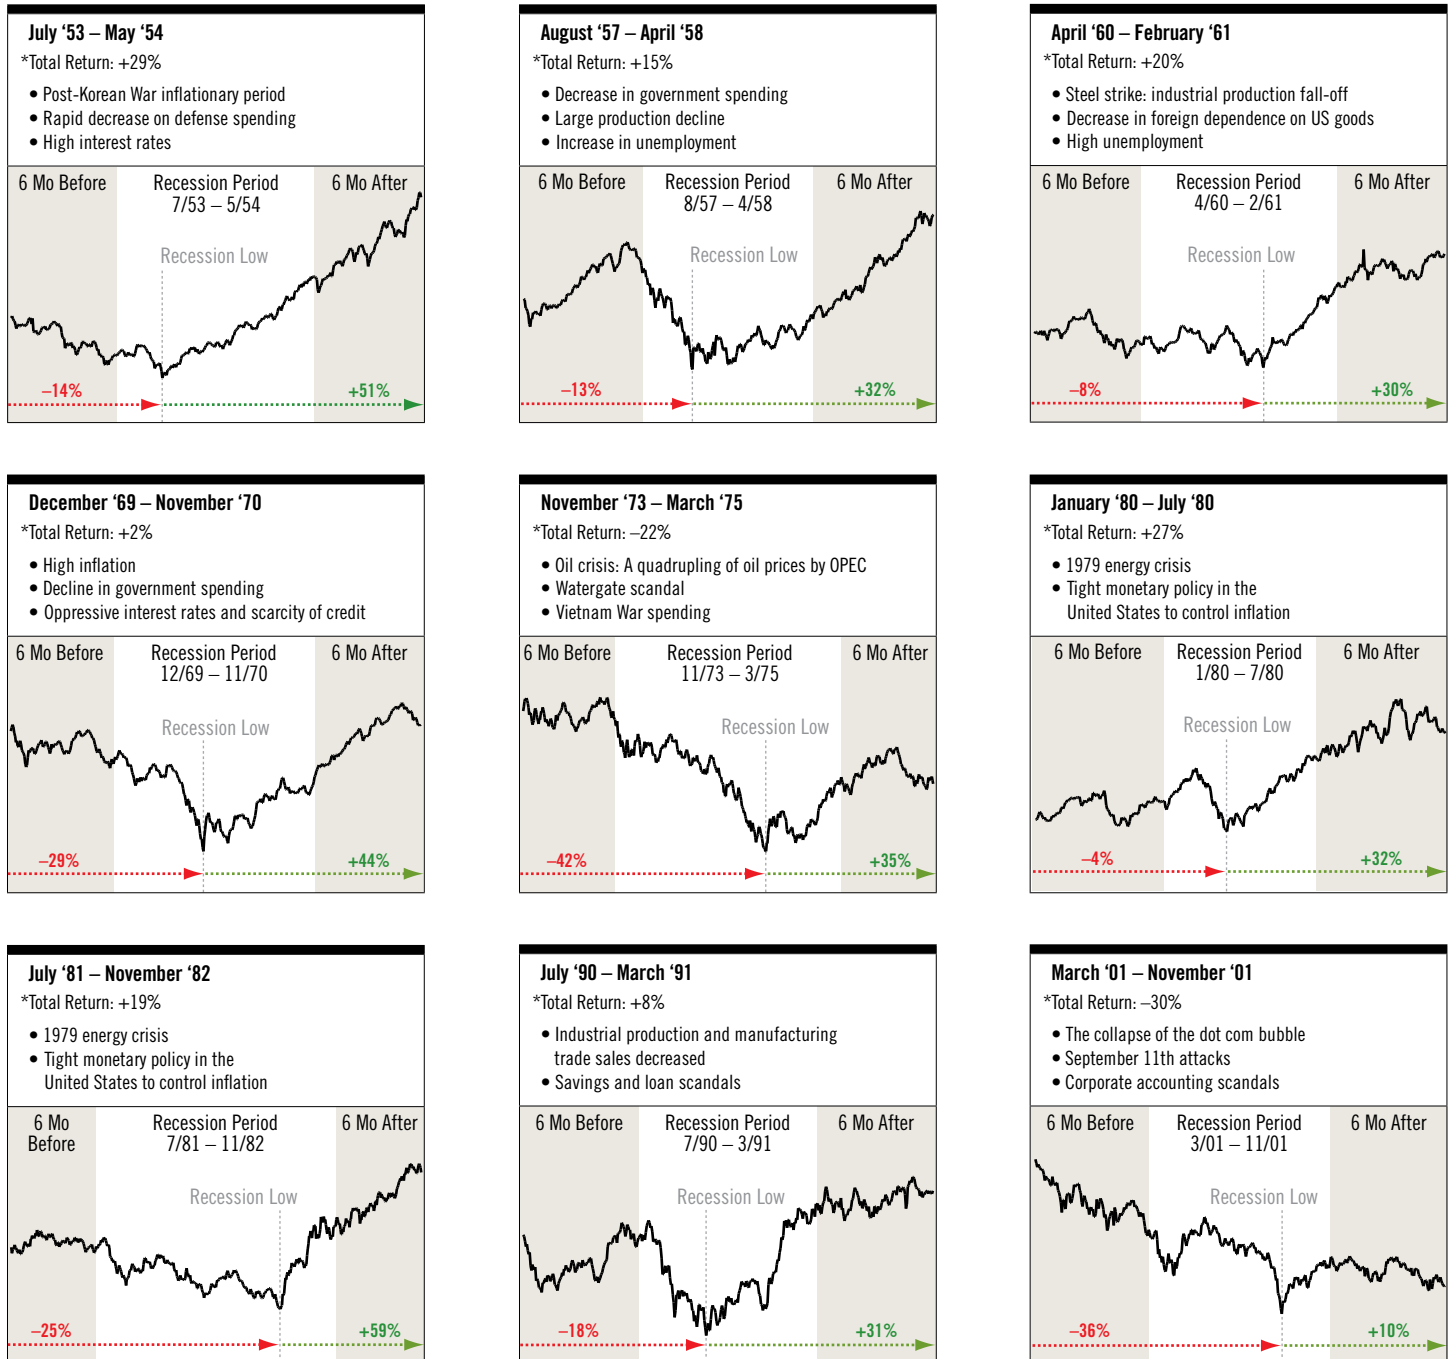 July ‘53 – May ‘54
*Total Return: +29%
• Post-Korean War inflationary period
• Rapid decrease on defense spending
• High interest rates
6 Mo Before
Recession Period
7/53 – 5/54
6 Mo After
Recession Low
–14%
+51%
August ‘57 – April ‘58
*Total Return: +15%
• Decrease in government spending
• Large production decline
• Increase in unemployment
6 Mo Before
Recession Period
8/57 – 4/58
6 Mo After
Recession Low
–13%
+32%
April ‘60 – February ‘61
*Total Return: +20%
• Steel strike: industrial production fall-off
• Decrease in foreign dependence on US goods
• High unemployment
6 Mo Before
Recession Period
4/60 – 2/61
6 Mo After
Recession Low
–8%
+30%
December ‘69 – November ‘70
*Total Return: +2%
• High inflation
• Decline in government spending
• Oppressive interest rates and scarcity of credit
6 Mo Before
Recession Period
12/69 – 11/70
6 Mo After
Recession Low
–29%
+44%
November ‘73 – March ‘75
*Total Return: –22%
• Oil crisis: A quadrupling of oil prices by OPEC
• Watergate scandal
• Vietnam War spending
6 Mo Before
Recession Period
11/73 – 3/75
6 Mo After
Recession Low
–42%
+35%
January ‘80 – July ‘80
*Total Return: +27%
• 1979 energy crisis
• Tight monetary policy in the
United States to control inflation
6 Mo Before
Recession Period
1/80 – 7/80
6 Mo After
Recession Low
–4%
+32%
July ‘81 – November ‘82
*Total Return: +19%
• 1979 energy crisis
• Tight monetary policy in the
United States to control inflation
6 Mo
Before
Recession Period
7/81 – 11/82
6 Mo After
Recession Low
–25%
+59%
July ‘90 – March ‘91
*Total Return: +8%
• Industrial production and manufacturing
trade sales decreased
• Savings and loan scandals
6 Mo Before
Recession Period
7/90 – 3/91
6 Mo After
Recession Low
–18%
+31%
March ‘01 – November ‘01
*Total Return: –30%
• The collapse of the dot com bubble
• September 11th attacks
• Corporate accounting scandals
6 Mo Before
Recession Period
3/01 – 11/01
6 Mo After
Recession Low
–36%
+10%